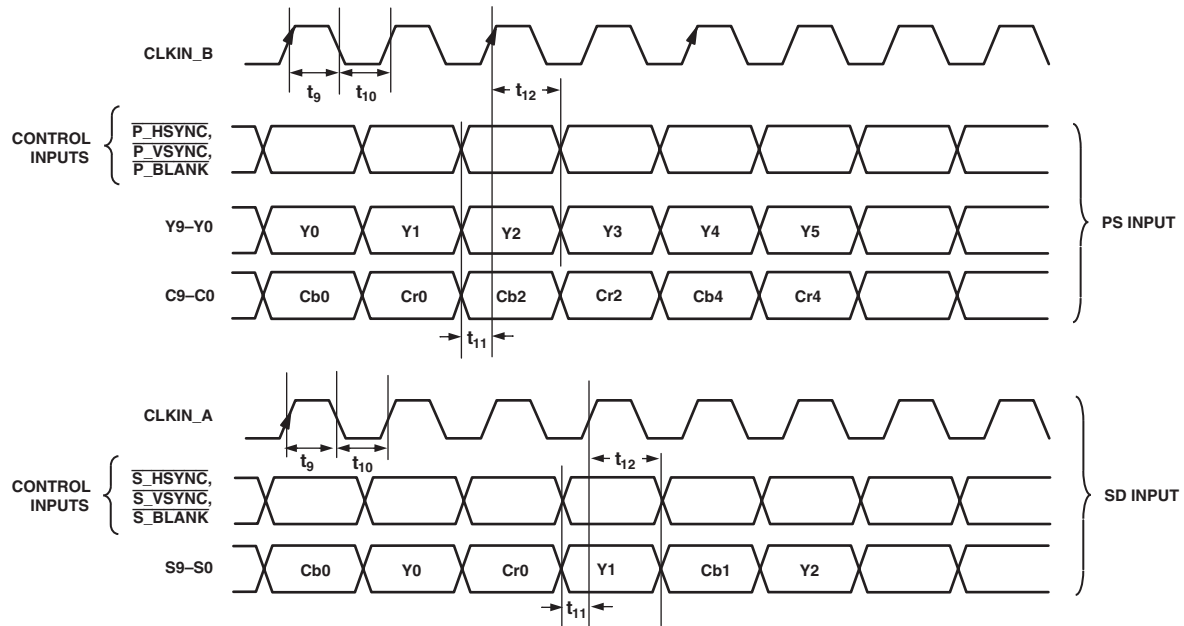 CLKIN_B
t9 t10 t12
CONTROL INPUTS
P_HSYNC,
P_VSYNC,
P_BLANK
Y9–Y0 Y0 Y1 Y2 Y3 Y4 Y5
PS INPUT
C9–C0 Cb0 Cr0 Cb2 Cr2 Cb4 Cr4
t11
CLKIN_A
t9 t10 t12
CONTROL INPUTS
S_HSYNC,
S_VSYNC,
S_BLANK
SD INPUT
S9–S0 Cb0 Y0 Cr0 Y1 Cb1 Y2
t11